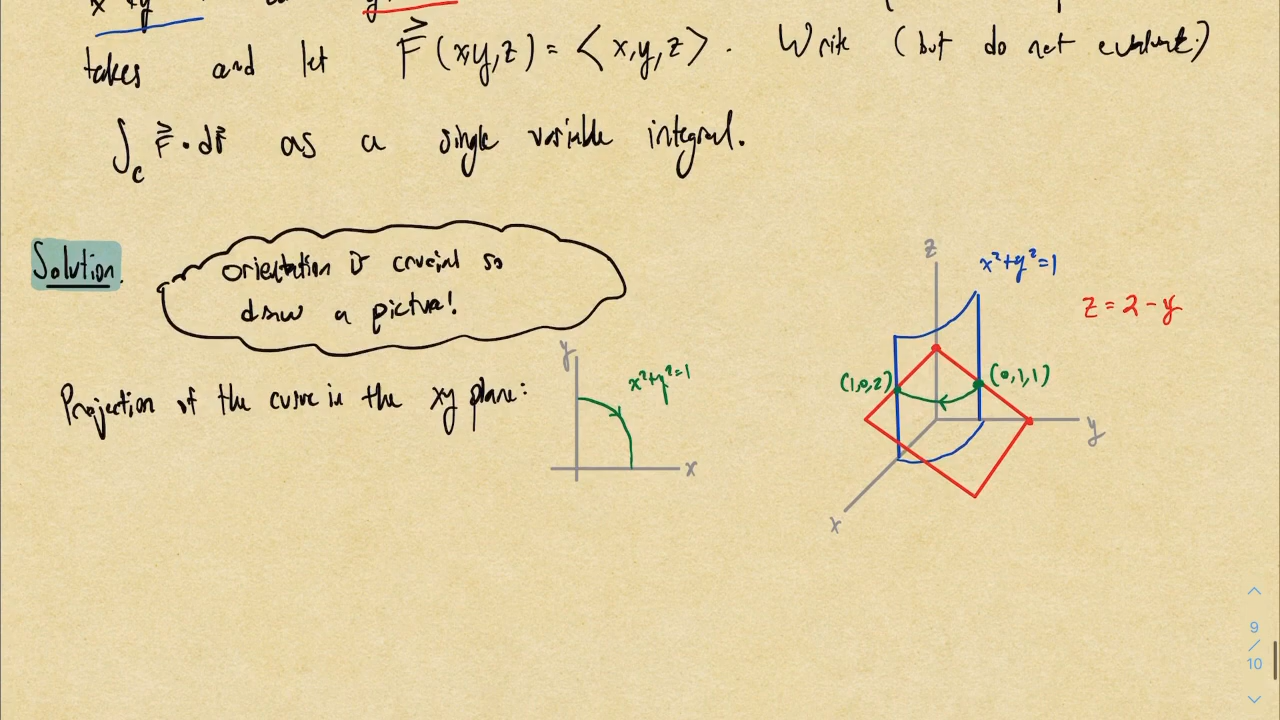 takes and let F(x,y,z) = ⟨x,y,z⟩. Write (but do not evaluate)
∫_C F⃗ • dr⃗ as a single variable integral.
Solution.
orientation is crucial so
draw a picture!
Projection of the curve in the xy plane:
y
x²+y²=1
x
z
x²+y²=1
z = 2 - y
(1,0,2)
(0,1,1)
y
x
9
/
10